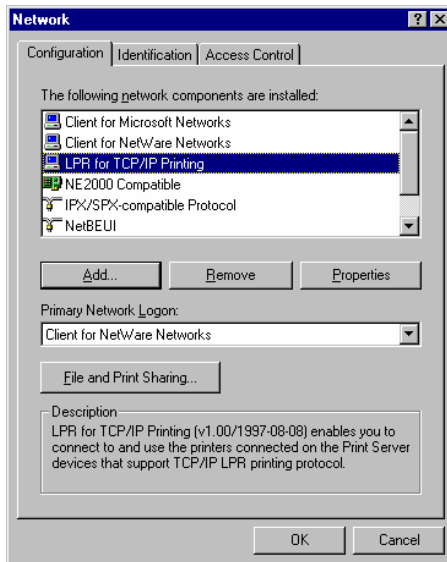 Network
Configuration Identification Access Control
The following network components are installed:
Client for Microsoft Networks
Client for NetWare Networks
LPR for TCP/IP Printing
NE2000 Compatible
IPX/SPX-compatible Protocol
NetBEUI
Add... Remove Properties
Primary Network Logon:
Client for NetWare Networks
File and Print Sharing...
Description
LPR for TCP/IP Printing (v1.00/1997-08-08) enables you to
connect to and use the printers connected on the Print Server
devices that support TCP/IP LPR printing protocol.
OK Cancel